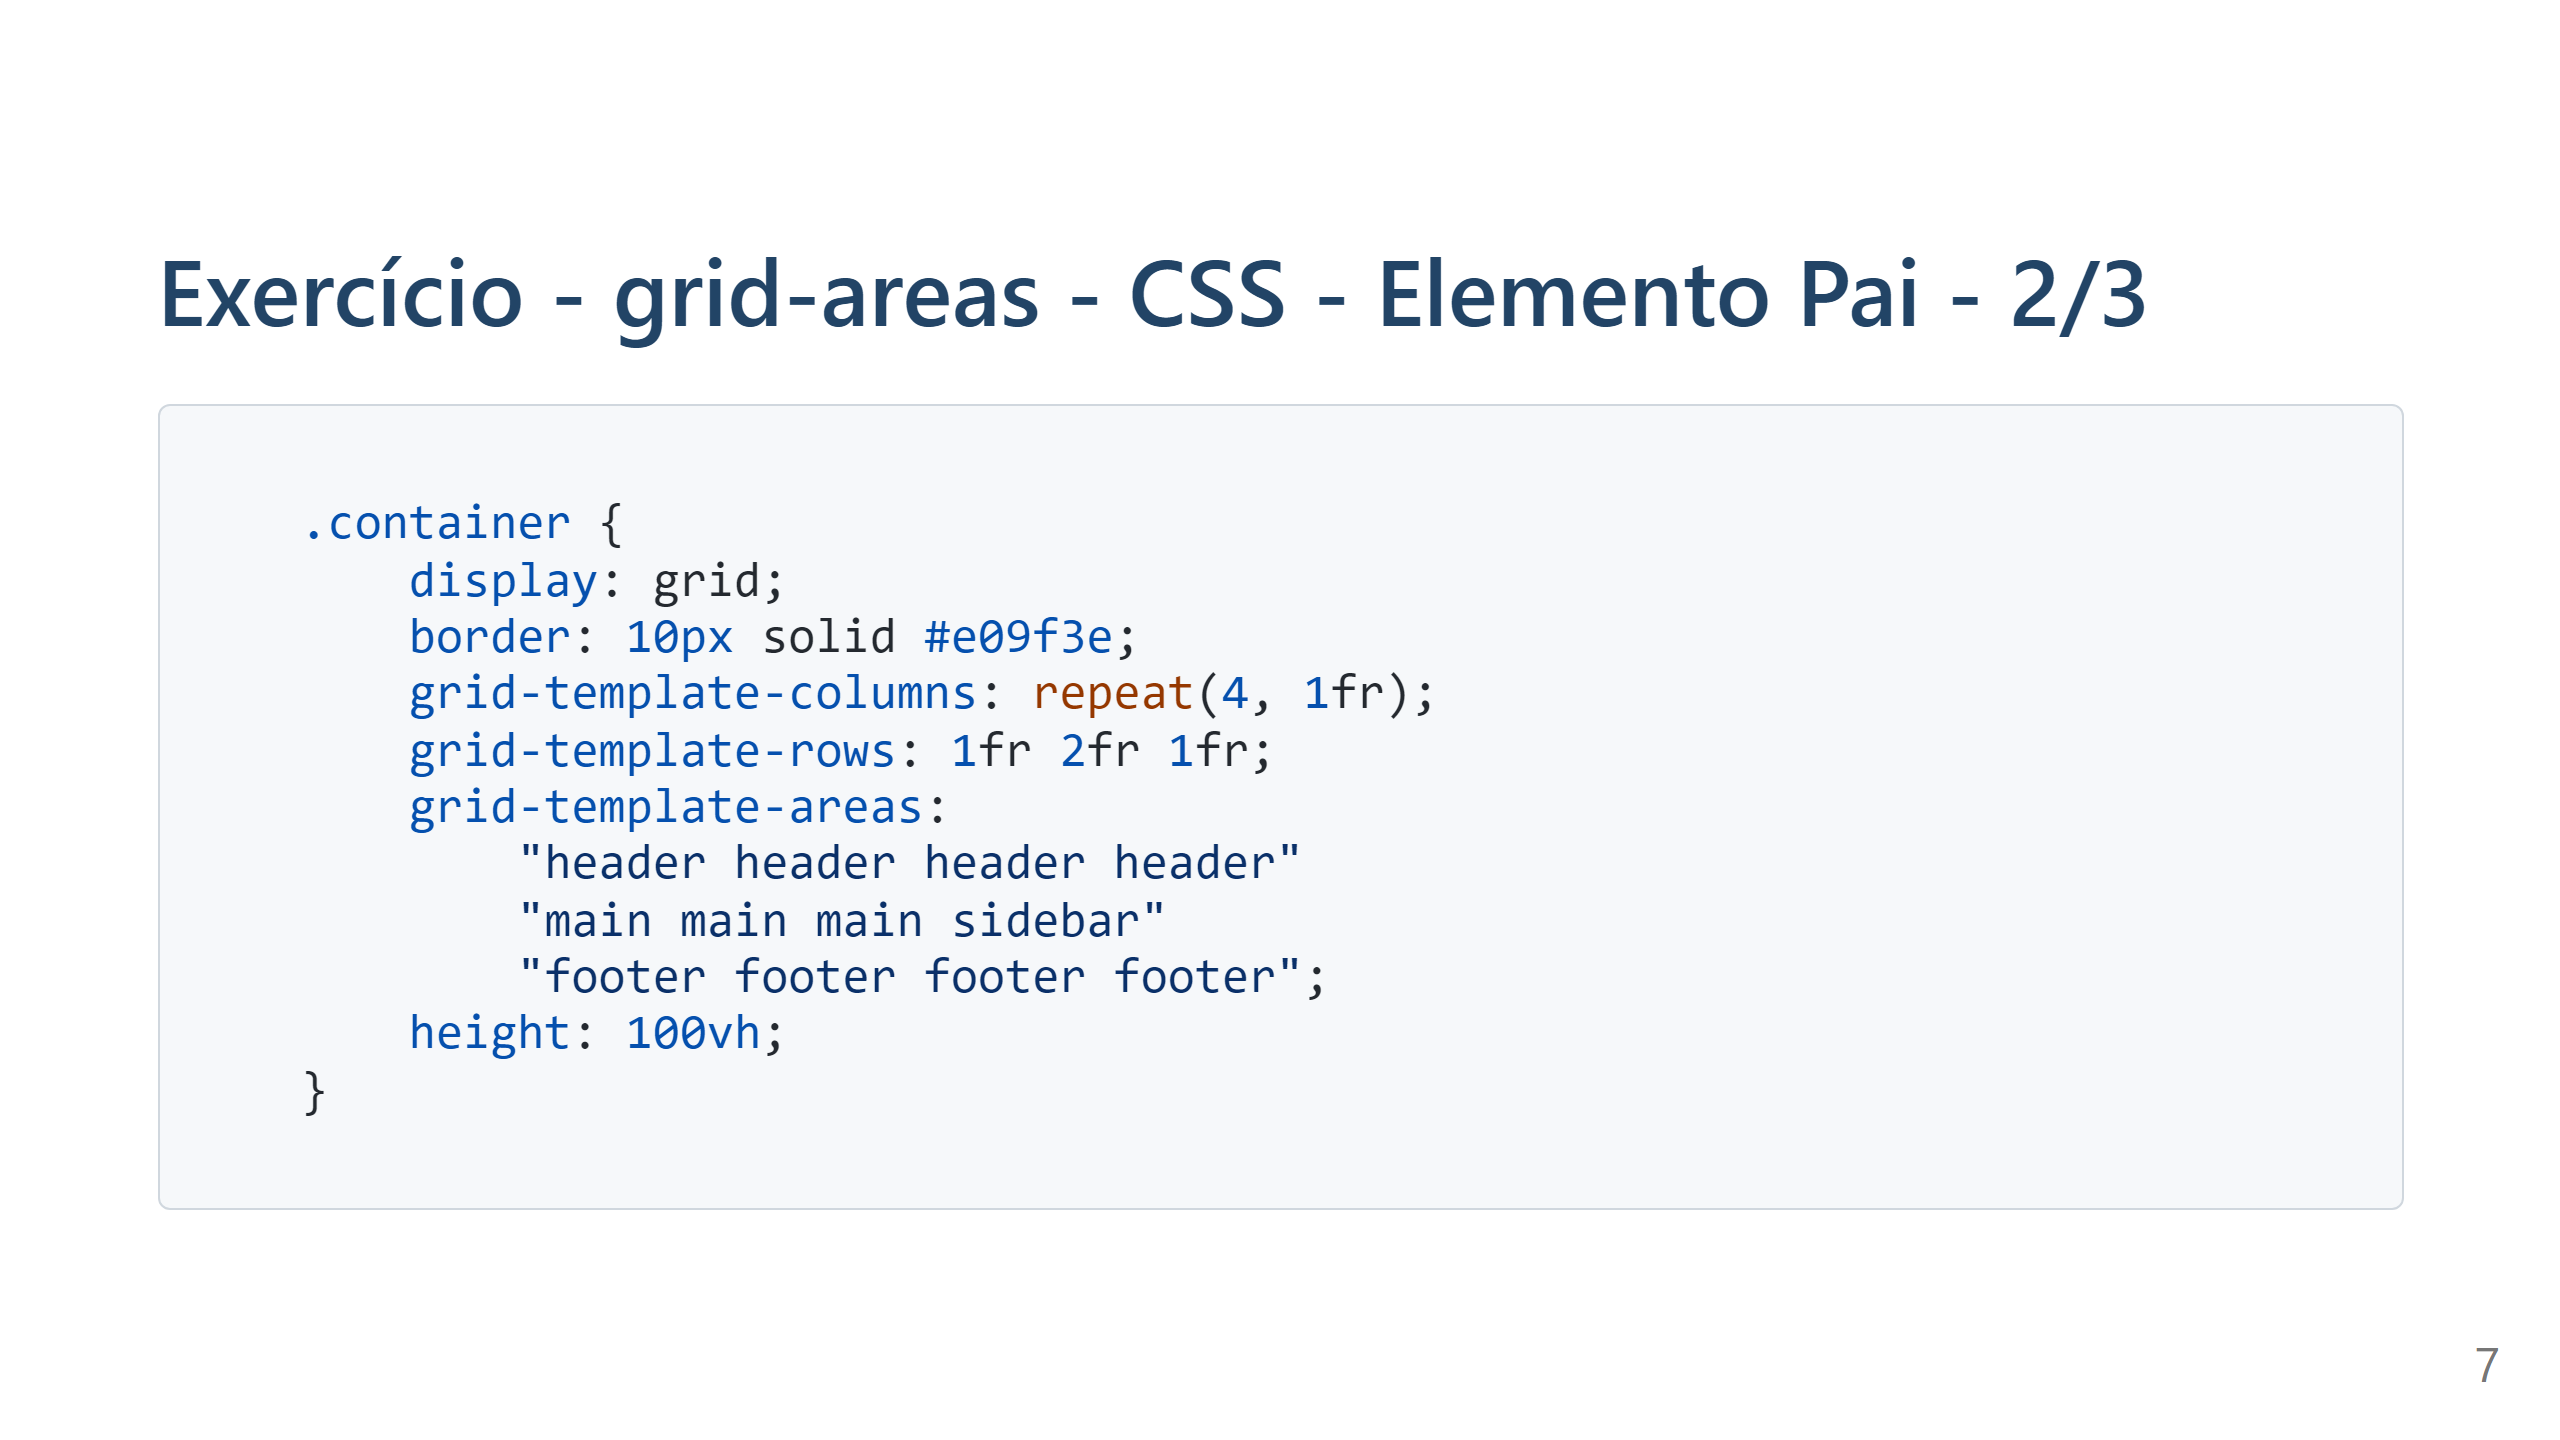 Exercício - grid-areas - CSS - Elemento Pai - 2/3
.container {
display: grid;
border: 10px solid #e09f3e;
grid-template-columns: repeat(4, 1fr);
grid-template-rows: 1fr 2fr 1fr;
grid-template-areas:
"header header header header"
"main main main sidebar"
"footer footer footer footer";
height: 100vh;
}
7